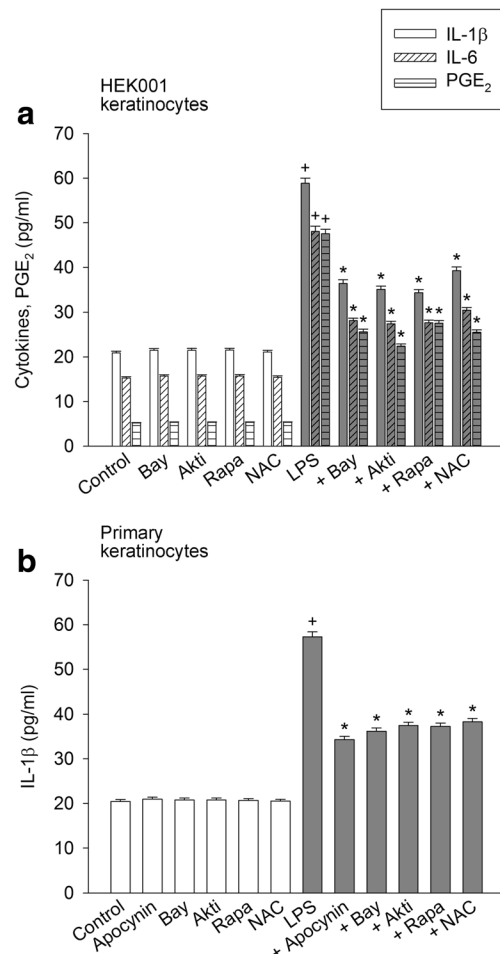 IL-1β
IL-6
PGE₂
HEK001
keratinocytes
a
Cytokines, PGE₂ (pg/ml)
70
60
50
40
30
20
10
0
+
+ +
* * *
* * *
* * *
* * *
Control
Bay
Akti
Rapa
NAC
LPS
+ Bay
+ Akti
+ Rapa
+ NAC
Primary
keratinocytes
b
IL-1β (pg/ml)
70
60
50
40
30
20
10
0
+
* * * * *
Control
Apocynin
Bay
Akti
Rapa
NAC
LPS
+ Apocynin
+ Bay
+ Akti
+ Rapa
+ NAC